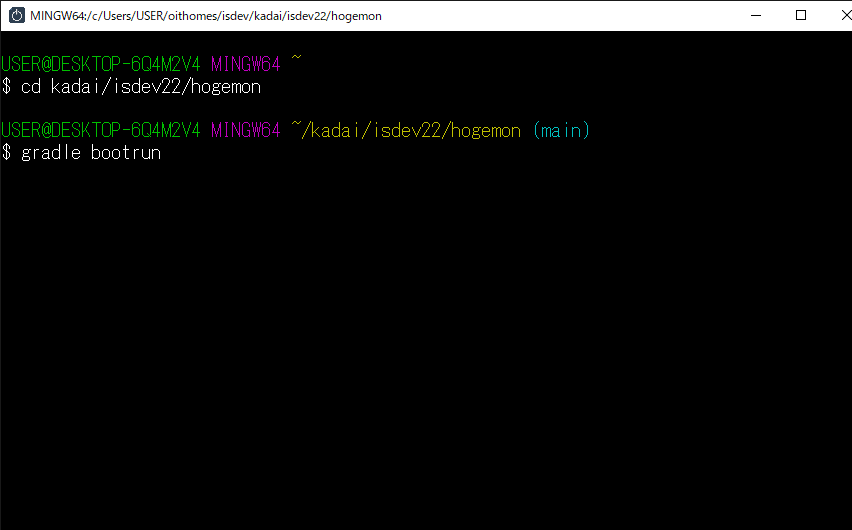 MINGW64:/c/Users/USER/oithomes/isdev/kadai/isdev22/hogemon
USER@DESKTOP-6Q4M2V4 MINGW64 ~
$ cd kadai/isdev22/hogemon
USER@DESKTOP-6Q4M2V4 MINGW64 ~/kadai/isdev22/hogemon (main)
$ gradle bootrun